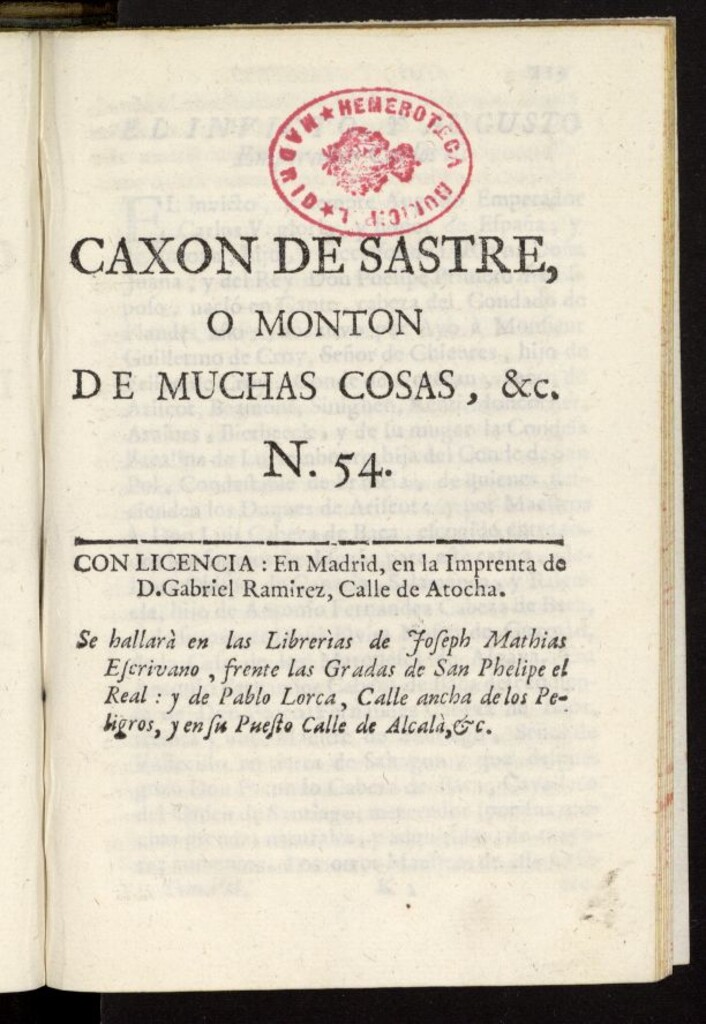 HEMEROTECA MUNICIPAL ★ MADRID ★
CAXON DE SASTRE,
O MONTON
DE MUCHAS COSAS, &c.
N. 54.
CON LICENCIA: En Madrid, en la Imprenta de
D.Gabriel Ramirez, Calle de Atocha.
Se hallarà en las Librerìas de Joſeph Mathias
Eſcrivano, frente las Gradas de San Phelipe el
Real: y de Pablo Lorca, Calle ancha de los Pe-
ligros, y en ſu Pueſto Calle de Alcalà, &c.